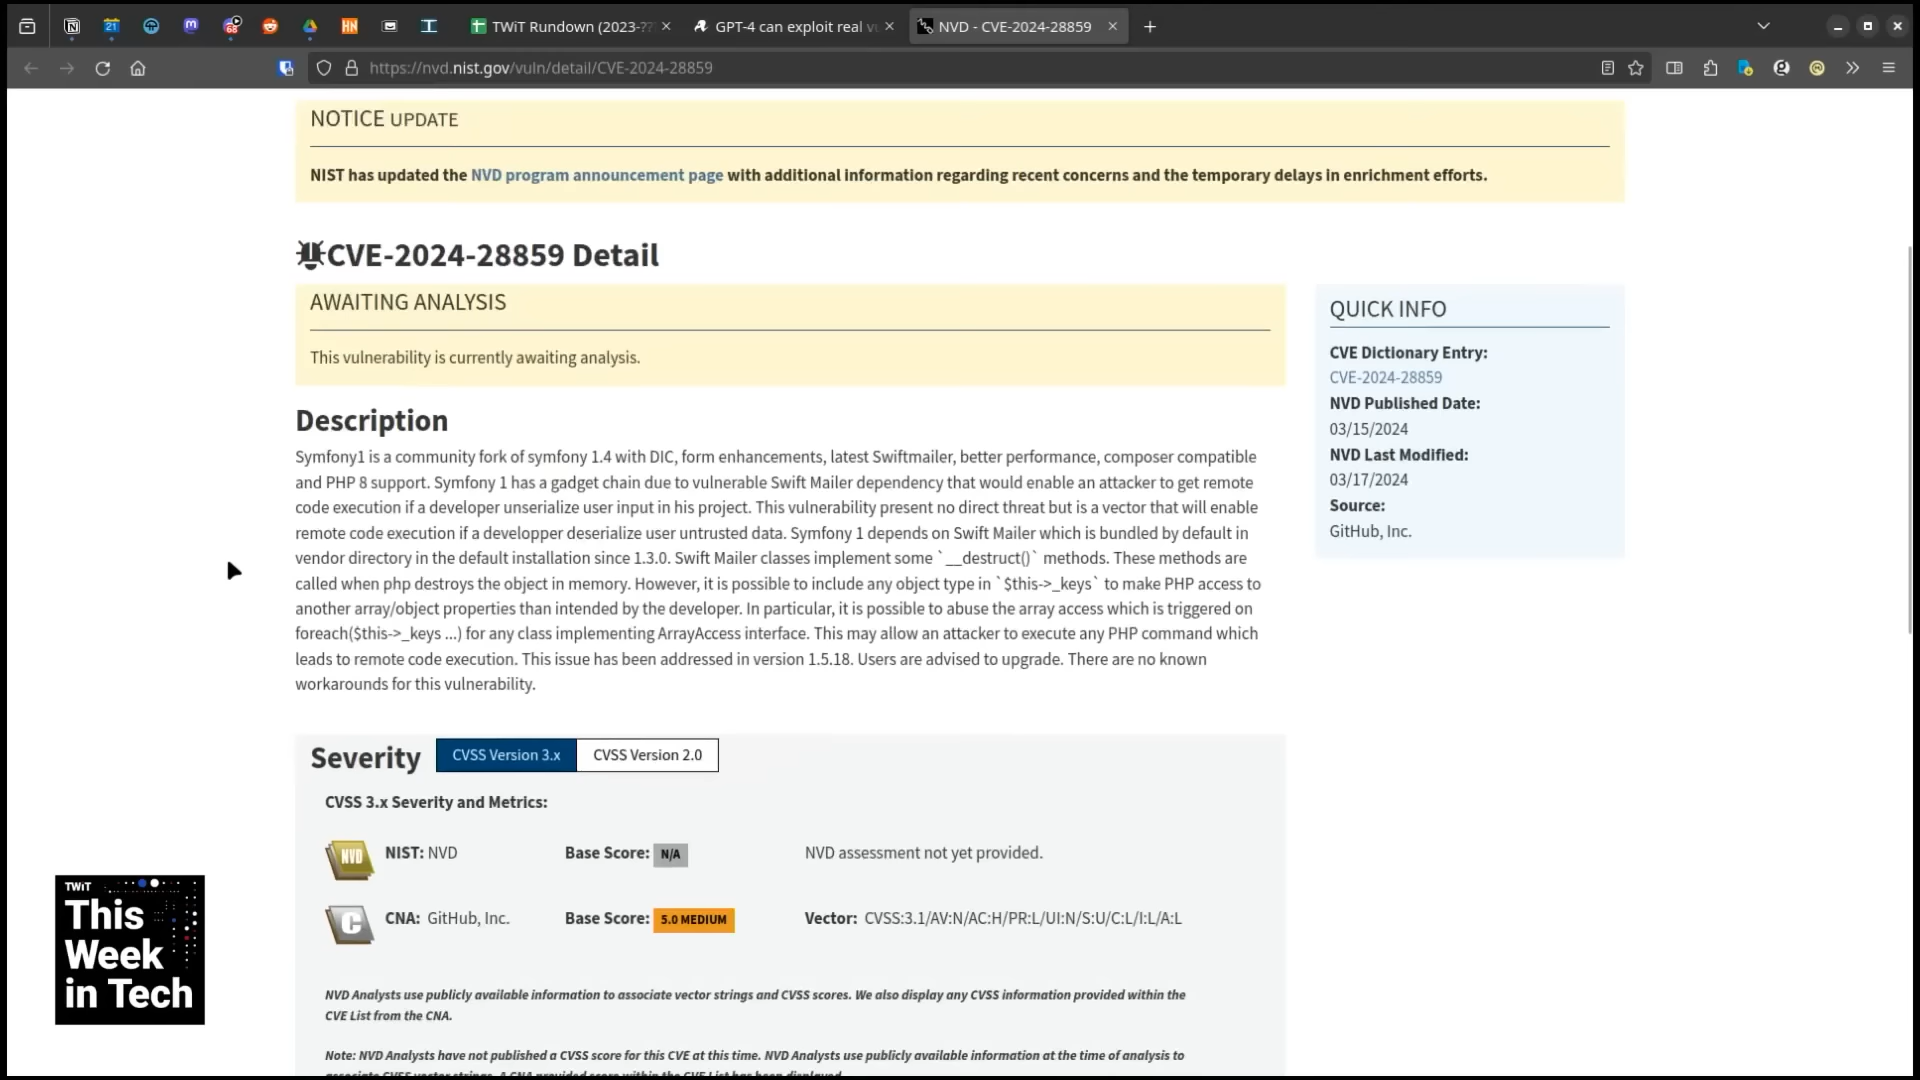 21
68
HN
TWiT Rundown (2023-??
GPT-4 can exploit real v
NVD - CVE-2024-28859
https://nvd.nist.gov/vuln/detail/CVE-2024-28859
NOTICE UPDATE
NIST has updated the NVD program announcement page with additional information regarding recent concerns and the temporary delays in enrichment efforts.
CVE-2024-28859 Detail
AWAITING ANALYSIS
This vulnerability is currently awaiting analysis.
QUICK INFO
CVE Dictionary Entry:
CVE-2024-28859
NVD Published Date:
03/15/2024
NVD Last Modified:
03/17/2024
Source:
GitHub, Inc.
Description
Symfony1 is a community fork of symfony 1.4 with DIC, form enhancements, latest Swiftmailer, better performance, composer compatible
and PHP 8 support. Symfony 1 has a gadget chain due to vulnerable Swift Mailer dependency that would enable an attacker to get remote
code execution if a developer unserialize user input in his project. This vulnerability present no direct threat but is a vector that will enable
remote code execution if a developper deserialize user untrusted data. Symfony 1 depends on Swift Mailer which is bundled by default in
vendor directory in the default installation since 1.3.0. Swift Mailer classes implement some `__destruct()` methods. These methods are
called when php destroys the object in memory. However, it is possible to include any object type in `$this->_keys` to make PHP access to
another array/object properties than intended by the developer. In particular, it is possible to abuse the array access which is triggered on
foreach($this->_keys ...) for any class implementing ArrayAccess interface. This may allow an attacker to execute any PHP command which
leads to remote code execution. This issue has been addressed in version 1.5.18. Users are advised to upgrade. There are no known
workarounds for this vulnerability.
Severity
CVSS Version 3.x
CVSS Version 2.0
CVSS 3.x Severity and Metrics:
NVD
NIST: NVD
Base Score: N/A
NVD assessment not yet provided.
C
CNA: GitHub, Inc.
Base Score: 5.0 MEDIUM
Vector: CVSS:3.1/AV:N/AC:H/PR:L/UI:N/S:U/C:L/I:L/A:L
NVD Analysts use publicly available information to associate vector strings and CVSS scores. We also display any CVSS information provided within the
CVE List from the CNA.
Note: NVD Analysts have not published a CVSS score for this CVE at this time. NVD Analysts use publicly available information at the time of analysis to
associate CVSS vector strings. A CNA provided score within the CVE List has been displayed.
TWiT
This
Week
in Tech